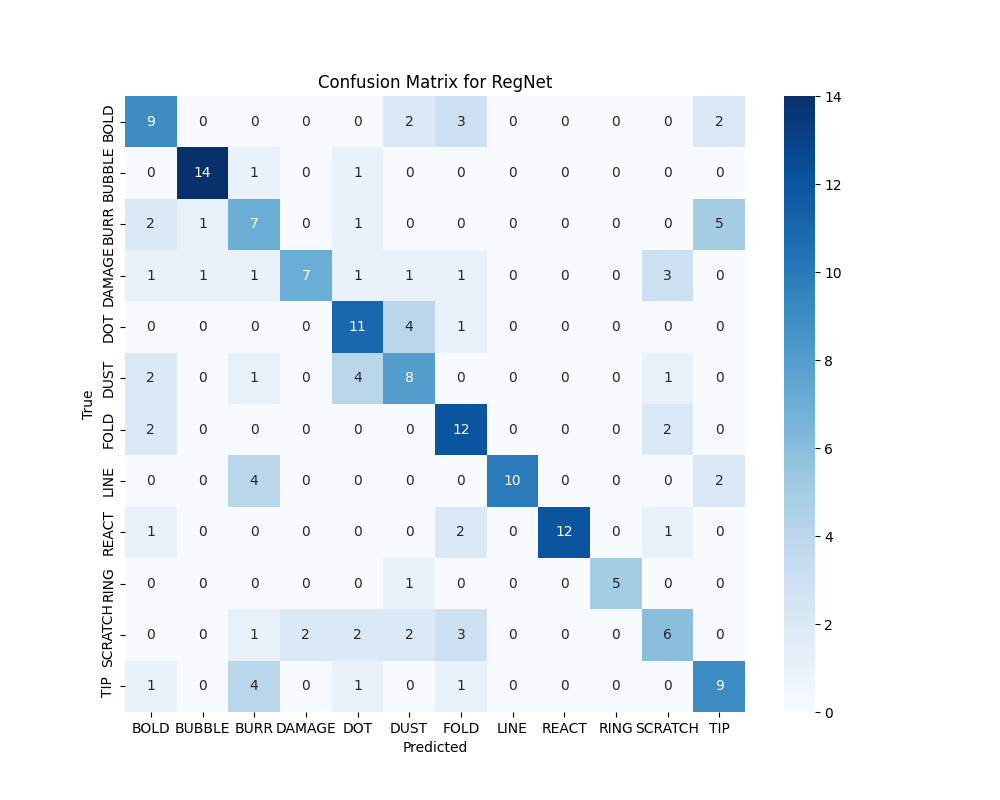 Confusion Matrix for RegNet
BOLD 9 0 0 0 0 2 3 0 0 0 0 2
BUBBLE 0 14 1 0 1 0 0 0 0 0 0 0
BURR 2 1 7 0 1 0 0 0 0 0 0 5
DAMAGE 1 1 1 7 1 1 1 0 0 0 3 0
DOT 0 0 0 0 11 4 1 0 0 0 0 0
DUST 2 0 1 0 4 8 0 0 0 0 1 0
FOLD 2 0 0 0 0 0 12 0 0 0 2 0
LINE 0 0 4 0 0 0 0 10 0 0 0 2
REACT 1 0 0 0 0 0 2 0 12 0 1 0
RING 0 0 0 0 0 1 0 0 0 5 0 0
SCRATCH 0 0 1 2 2 2 3 0 0 0 6 0
TIP 1 0 4 0 1 0 1 0 0 0 0 9
True
BOLD BUBBLE BURR DAMAGE DOT DUST FOLD LINE REACT RING SCRATCH TIP
Predicted
14
12
10
8
6
4
2
0